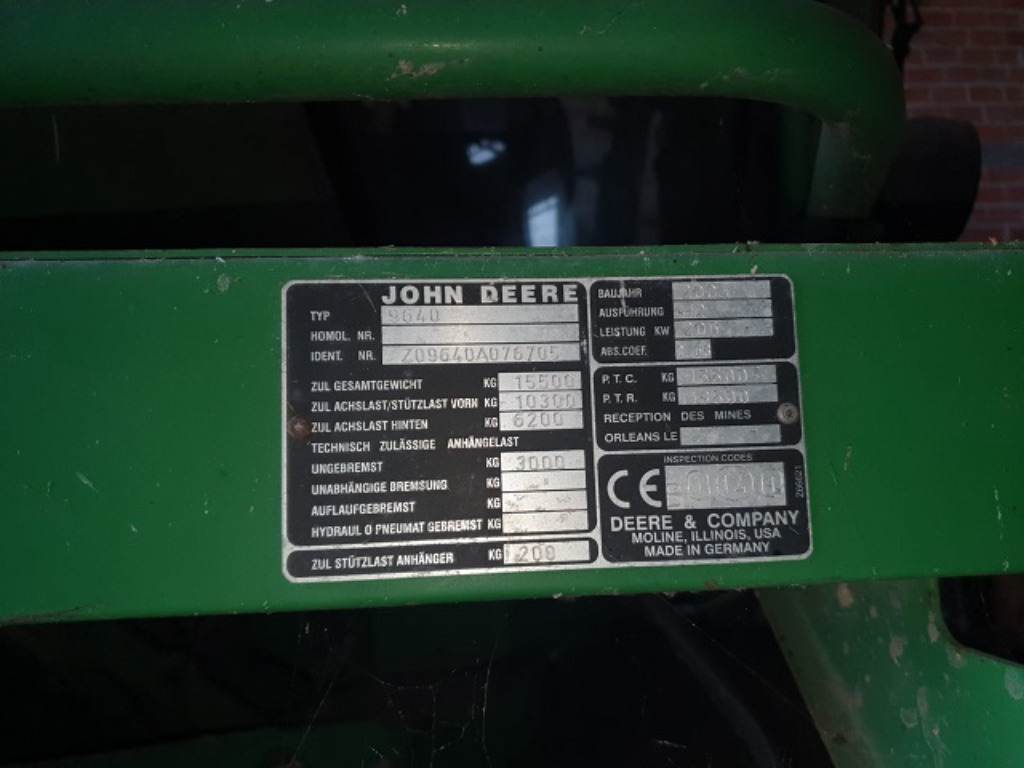 JOHN DEERE
TYP 9640
HOMOL. NR.
IDENT. NR. Z09640A076705
ZUL GESAMTGEWICHT KG 15500
ZUL ACHSLAST/STÜTZLAST VORN KG 10300
ZUL ACHSLAST HINTEN KG 6200
TECHNISCH ZULÄSSIGE ANHÄNGELAST
UNGEBREMST KG 3000
UNABHÄNGIGE BREMSUNG KG
AUFLAUFGEBREMST KG
HYDRAUL O PNEUMAT GEBREMST KG
ZUL STÜTZLAST ANHÄNGER KG 200
BAUJAHR
AUSFÜHRUNG
LEISTUNG KW 206
ABS.COEF.
P.T.C. KG
P.T.R. KG
RECEPTION DES MINES
ORLEANS LE
INSPECTION CODES
CE
Z66021
DEERE & COMPANY
MOLINE, ILLINOIS, USA
MADE IN GERMANY